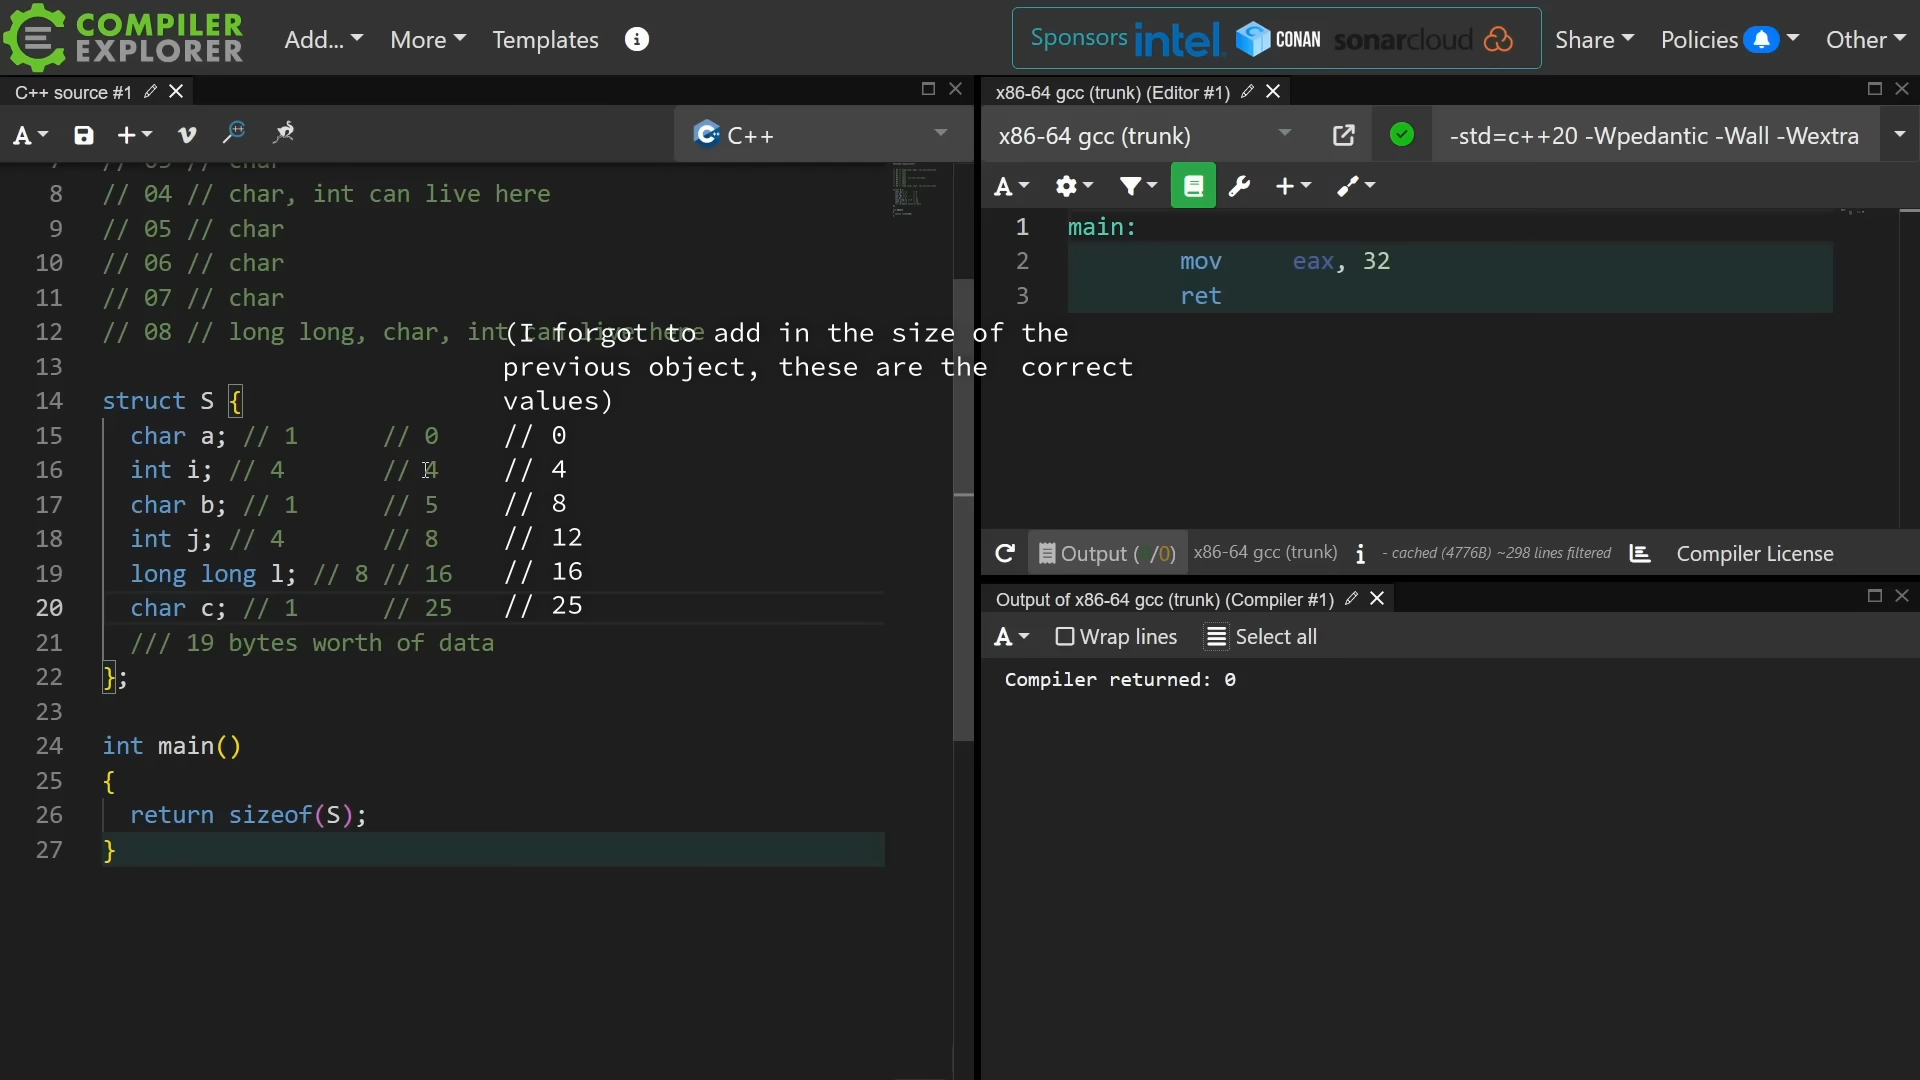 COMPILER
EXPLORER
Add...
More
Templates
Sponsors intel. CONAN sonarcloud
Share
Policies
Other
C++ source #1
A
C++
8 // 04 // char, int can live here
9 // 05 // char
10 // 06 // char
11 // 07 // char
12 // 08 // long long, char, int can live here
(I forgot to add in the size of the
13
previous object, these are the correct
14 struct S {
values)
15 char a; // 1 // 0 // 0
16 int i; // 4 // 4 // 4
17 char b; // 1 // 5 // 8
18 int j; // 4 // 8 // 12
19 long long l; // 8 // 16 // 16
20 char c; // 1 // 25 // 25
21 /// 19 bytes worth of data
22 };
23
24 int main()
25 {
26 return sizeof(S);
27 }
x86-64 gcc (trunk) (Editor #1)
x86-64 gcc (trunk)
-std=c++20 -Wpedantic -Wall -Wextra
A
1 main:
2 mov eax, 32
3 ret
Output ( /0) x86-64 gcc (trunk) i - cached (4776B) ~298 lines filtered Compiler License
Output of x86-64 gcc (trunk) (Compiler #1)
A Wrap lines Select all
Compiler returned: 0